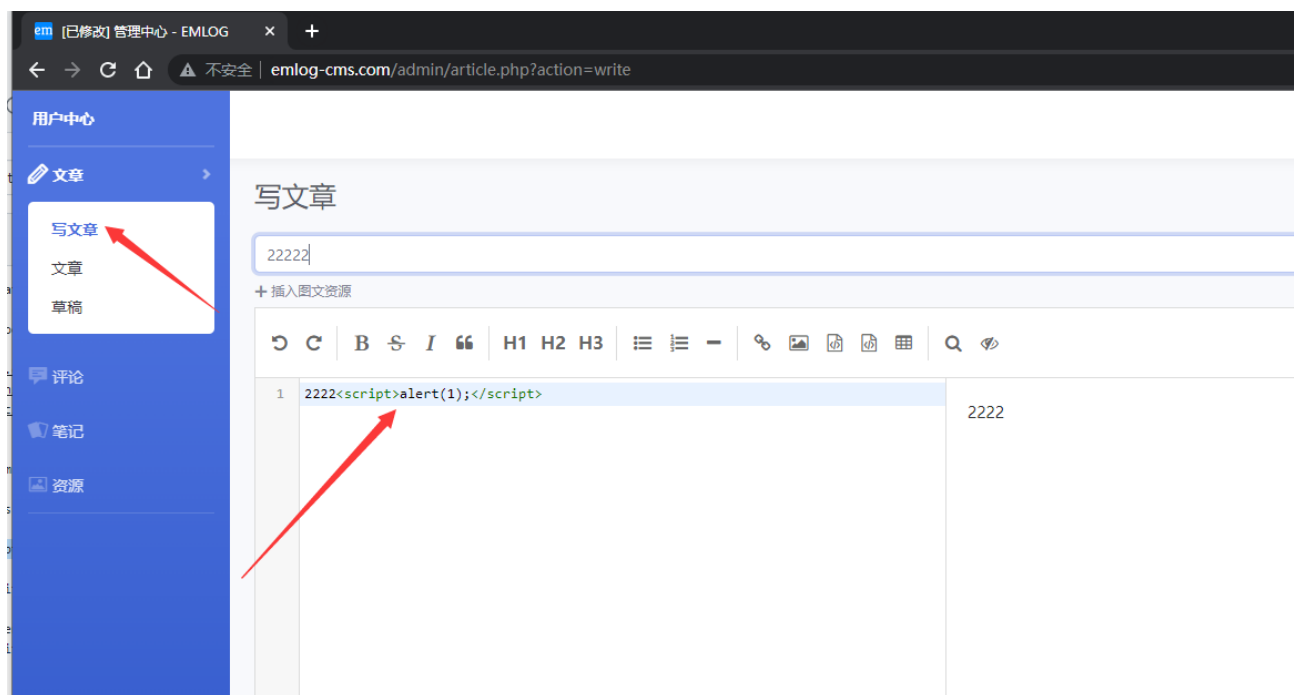 em [已修改] 管理中心 - EMLOG × +
不安全 | emlog-cms.com/admin/article.php?action=write
用户中心
文章
写文章
文章
草稿
评论
笔记
资源
写文章
22222
+ 插入图文资源
B S I H1 H2 H3
1 2222<script>alert(1);</script>
2222